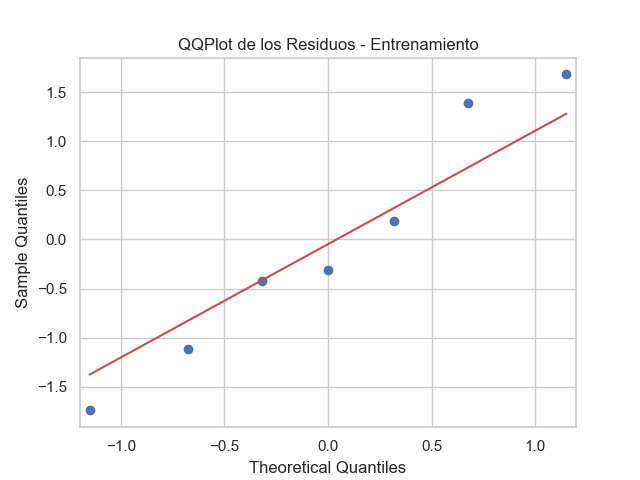 QQPlot de los Residuos - Entrenamiento
1.5
1.0
0.5
0.0
−0.5
−1.0
−1.5
Sample Quantiles
−1.0 −0.5 0.0 0.5 1.0
Theoretical Quantiles